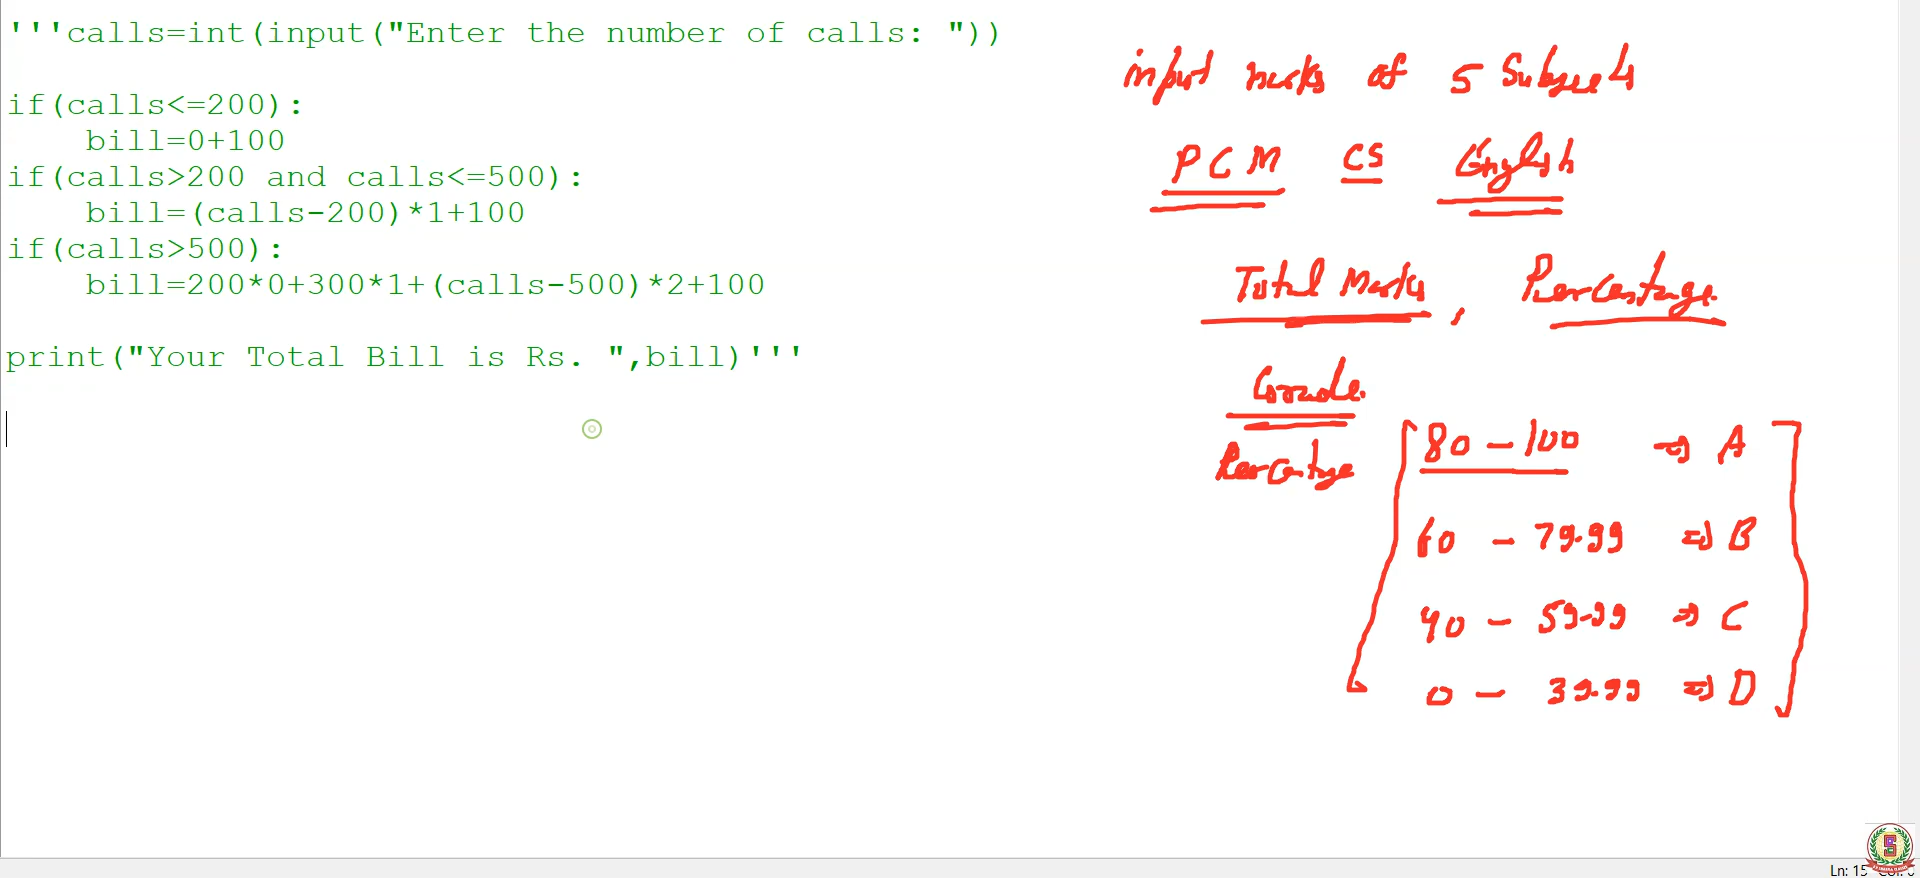 '''calls=int(input("Enter the number of calls: "))
if(calls<=200):
    bill=0+100
if(calls>200 and calls<=500):
    bill=(calls-200)*1+100
if(calls>500):
    bill=200*0+300*1+(calls-500)*2+100
print("Your Total Bill is Rs. ",bill)'''
input marks of 5 Subjects
PCM CS English
Total Marks, Percentage
Grade
Percentage
80 - 100 => A
60 - 79.99 => B
40 - 59.99 => C
0 - 39.99 => D
Ln: 15